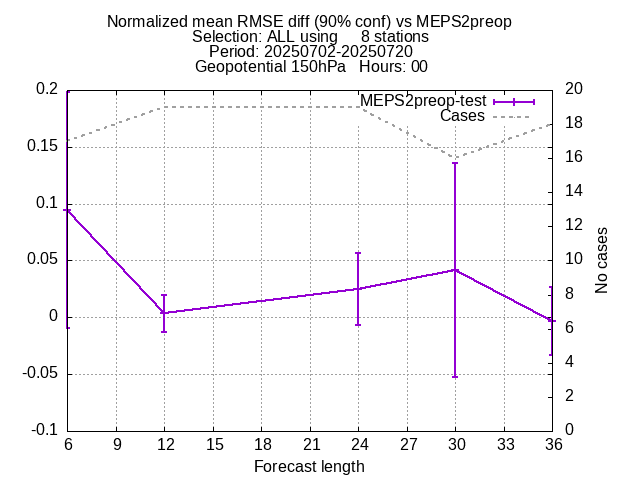 Normalized mean RMSE diff (90% conf) vs MEPS2preop
Selection: ALL using     8 stations
Period: 20250702-20250720
Geopotential 150hPa   Hours: 00
MEPS2preop-test
Cases
0.2
0.15
0.1
0.05
0
-0.05
-0.1
20
18
16
14
12
10
8
6
4
2
0
No cases
6 9 12 15 18 21 24 27 30 33 36
Forecast length